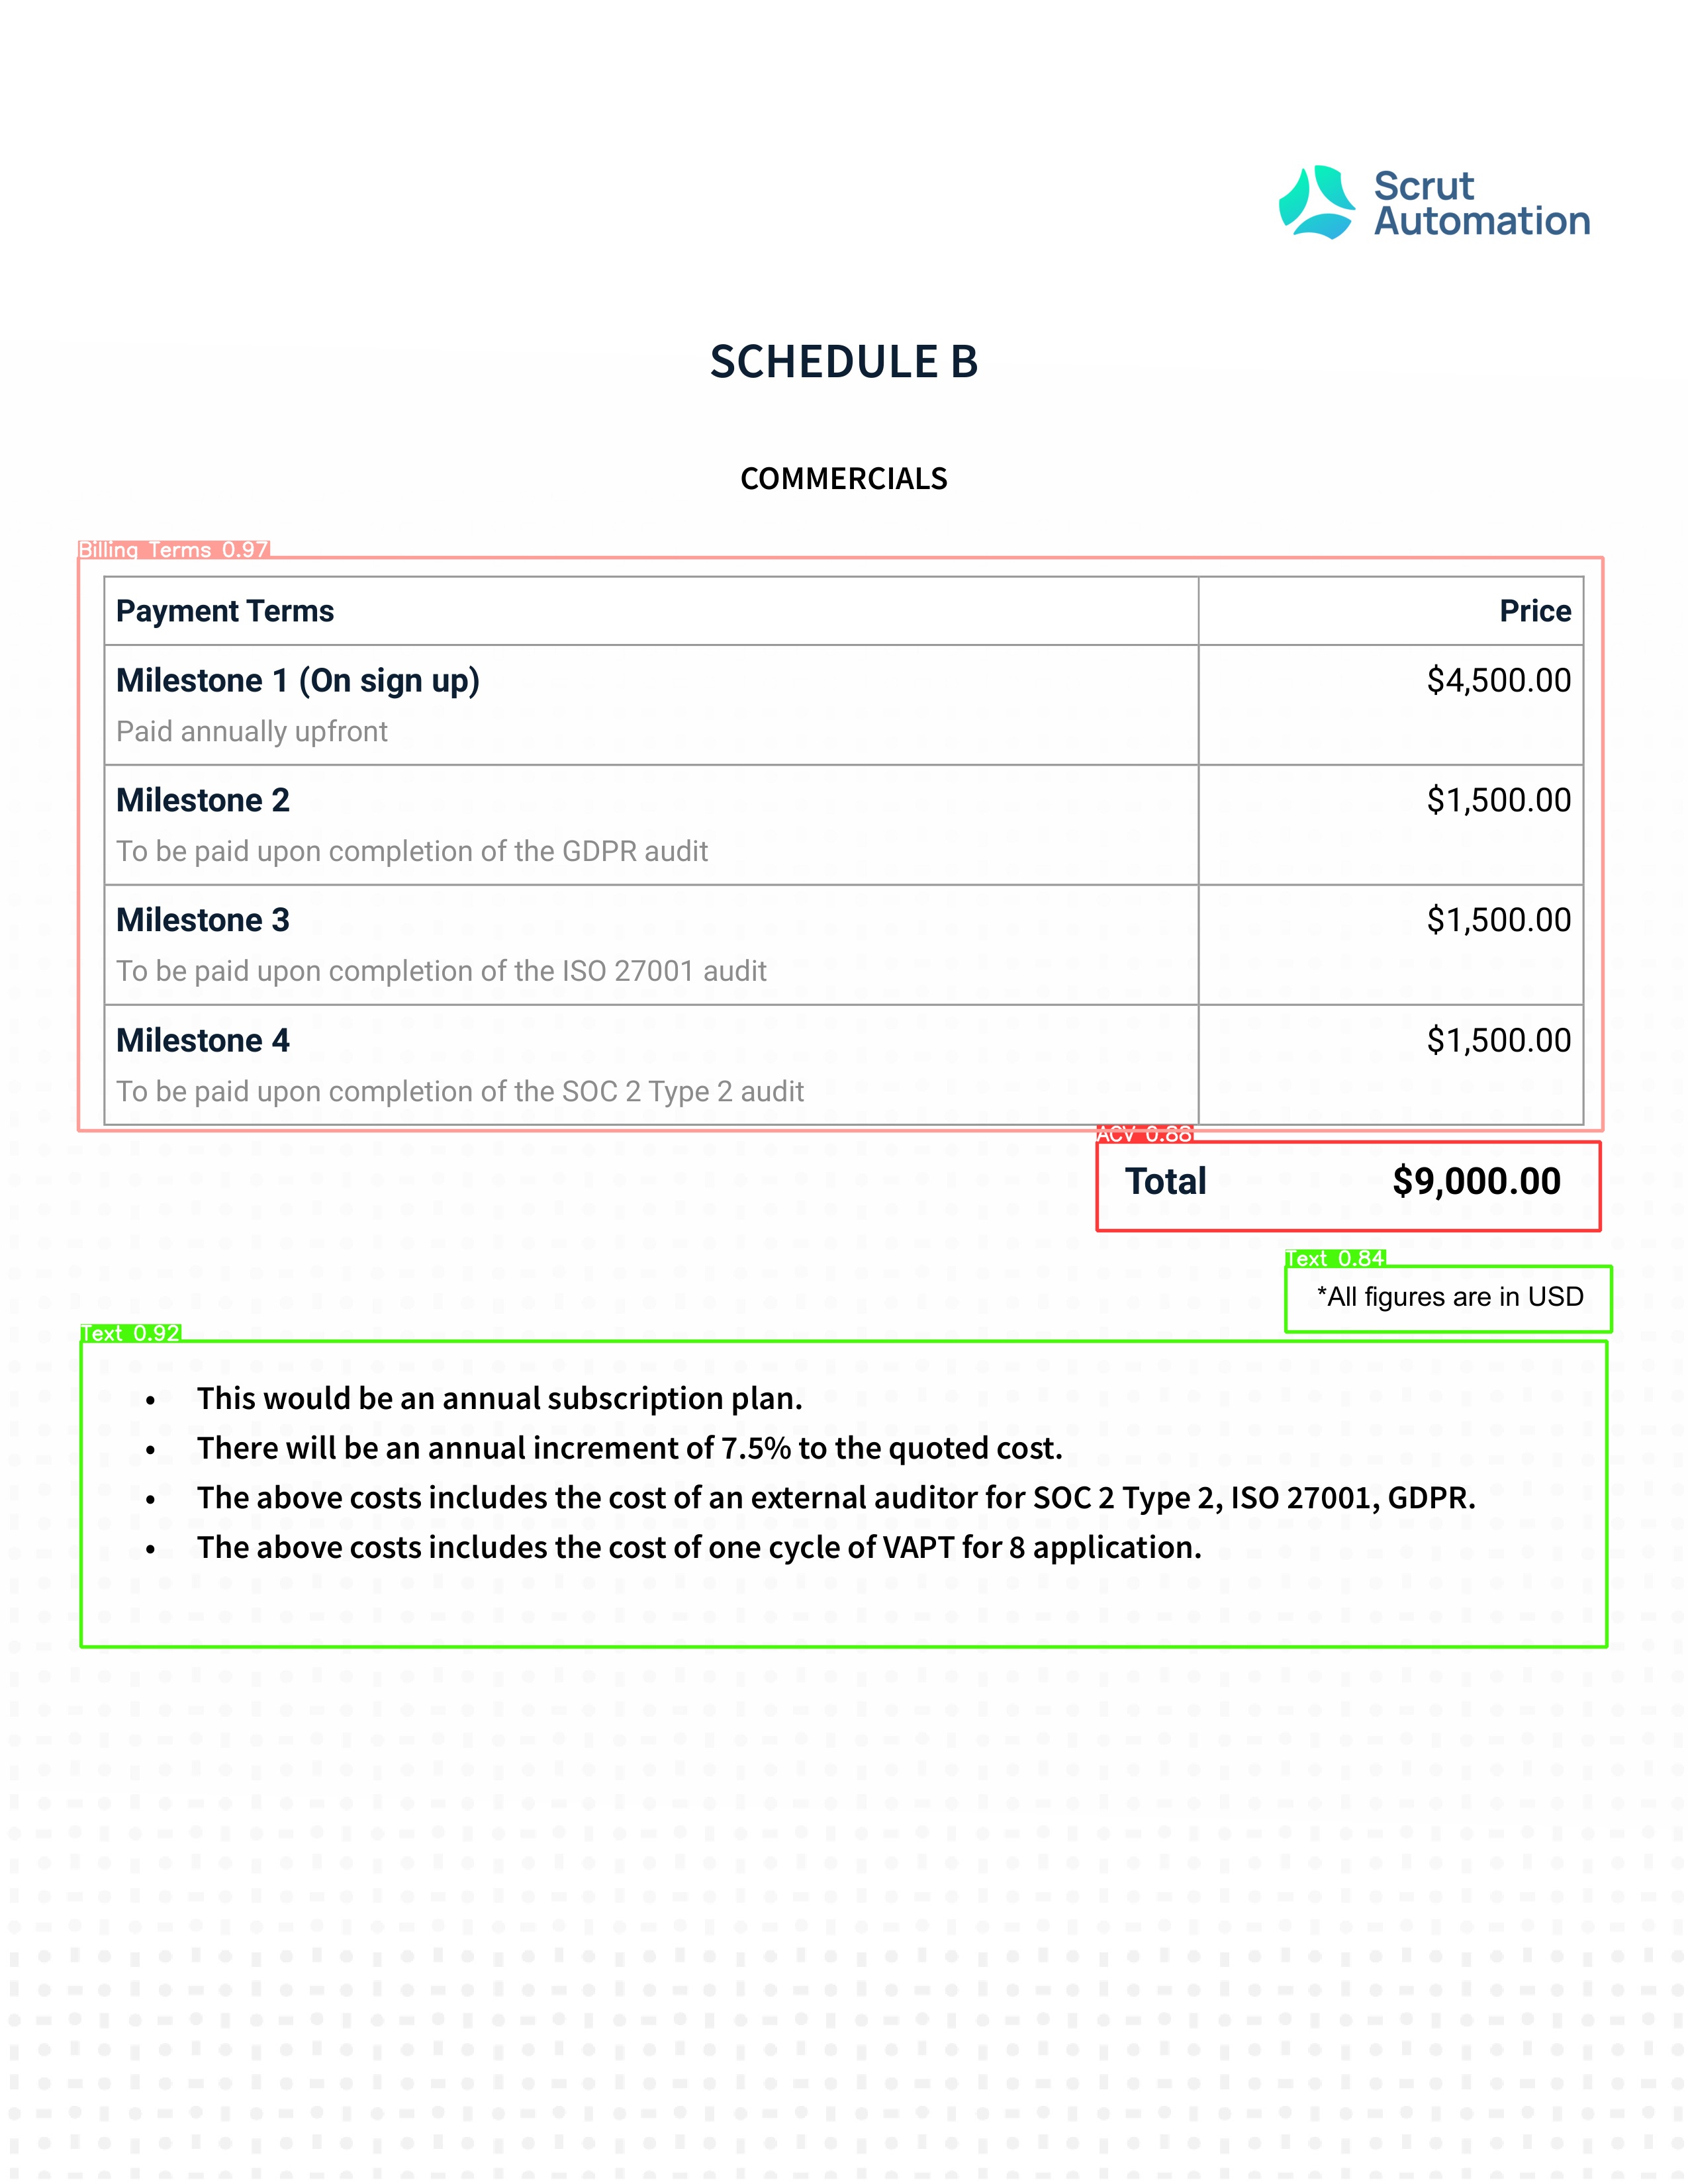 Scrut
Automation
SCHEDULE B
COMMERCIALS
Billing Terms 0.97
Payment Terms Price
Milestone 1 (On sign up) $4,500.00
Paid annually upfront
Milestone 2 $1,500.00
To be paid upon completion of the GDPR audit
Milestone 3 $1,500.00
To be paid upon completion of the ISO 27001 audit
Milestone 4 $1,500.00
To be paid upon completion of the SOC 2 Type 2 audit
ACV 0.88
Total $9,000.00
Text 0.84
*All figures are in USD
Text 0.92
• This would be an annual subscription plan.
• There will be an annual increment of 7.5% to the quoted cost.
• The above costs includes the cost of an external auditor for SOC 2 Type 2, ISO 27001, GDPR.
• The above costs includes the cost of one cycle of VAPT for 8 application.